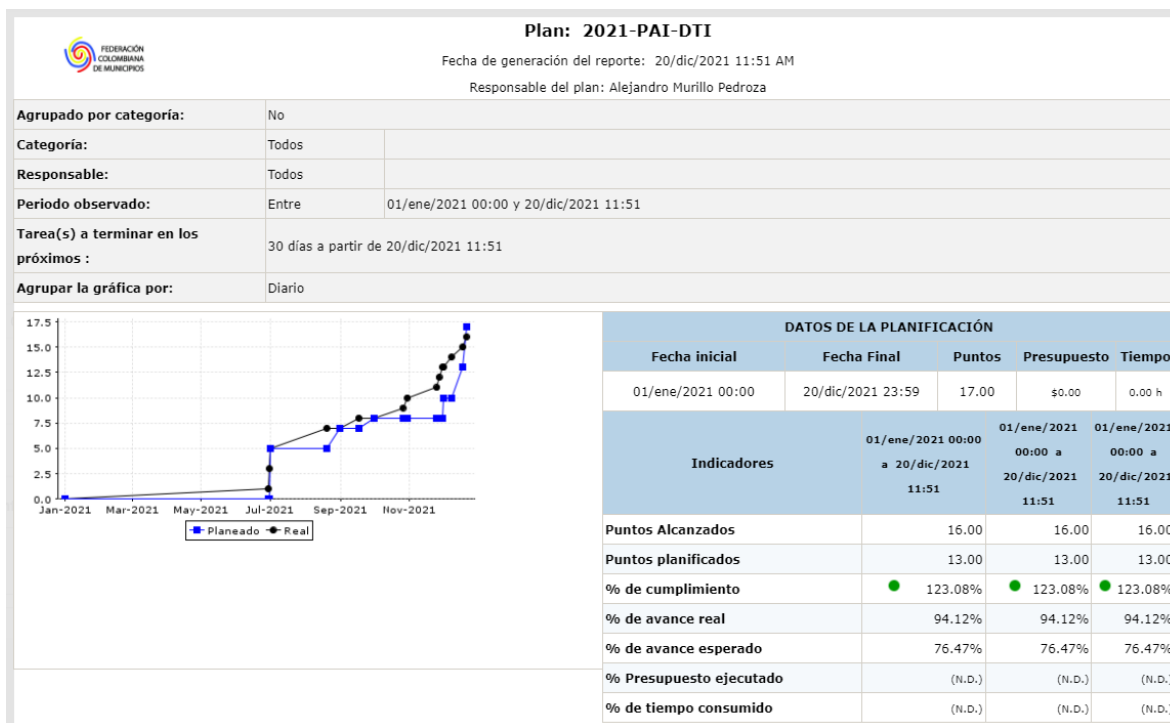 Plan: 2021-PAI-DTI
FEDERACIÓN
COLOMBIANA
DE MUNICIPIOS
Fecha de generación del reporte: 20/dic/2021 11:51 AM
Responsable del plan: Alejandro Murillo Pedroza
Agrupado por categoría: No
Categoría: Todos
Responsable: Todos
Periodo observado: Entre 01/ene/2021 00:00 y 20/dic/2021 11:51
Tarea(s) a terminar en los
próximos : 30 días a partir de 20/dic/2021 11:51
Agrupar la gráfica por: Diario
17.5
15.0
12.5
10.0
7.5
5.0
2.5
0.0
Jan-2021 Mar-2021 May-2021 Jul-2021 Sep-2021 Nov-2021
Planeado Real
DATOS DE LA PLANIFICACIÓN
Fecha inicial Fecha Final Puntos Presupuesto Tiempo
01/ene/2021 00:00 20/dic/2021 23:59 17.00 $0.00 0.00 h
Indicadores
01/ene/2021 00:00
a 20/dic/2021
11:51
01/ene/2021
00:00 a
20/dic/2021
11:51
01/ene/2021
00:00 a
20/dic/2021
11:51
Puntos Alcanzados 16.00 16.00 16.00
Puntos planificados 13.00 13.00 13.00
% de cumplimiento 123.08% 123.08% 123.08%
% de avance real 94.12% 94.12% 94.12%
% de avance esperado 76.47% 76.47% 76.47%
% Presupuesto ejecutado (N.D.) (N.D.) (N.D.)
% de tiempo consumido (N.D.) (N.D.) (N.D.)